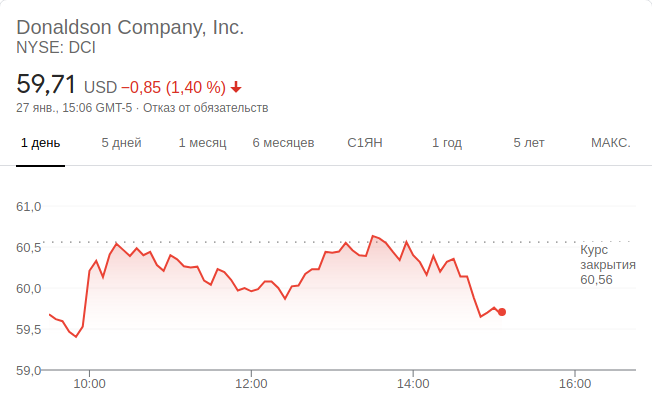 Donaldson Company, Inc.
NYSE: DCI
59,71 USD −0,85 (1,40 %)
27 янв., 15:06 GMT-5 · Отказ от обязательств
1 день 5 дней 1 месяц 6 месяцев С1ЯН 1 год 5 лет МАКС.
61,0
60,5
Курс
закрытия
60,56
60,0
59,5
59,0
10:00 12:00 14:00 16:00